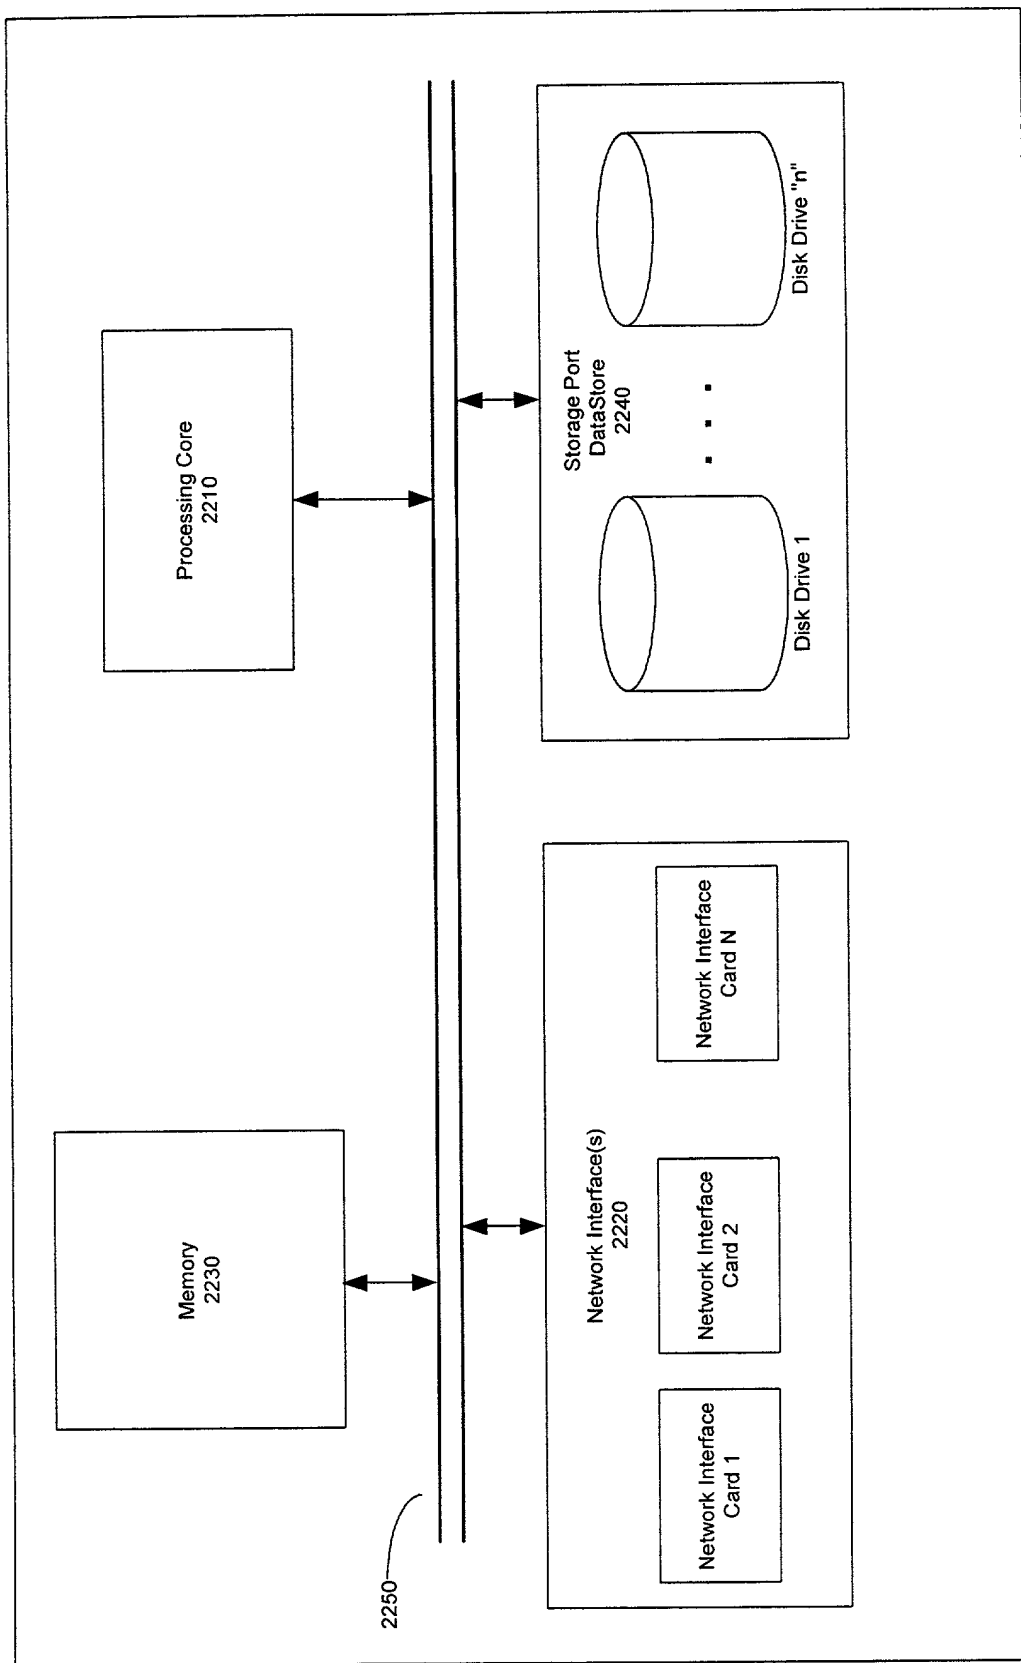 Memory
2230
Processing Core
2210
2250
Network Interface(s)
2220
Network Interface
Card 1
Network Interface
Card 2
Network Interface
Card N
Storage Port
DataStore
2240
Disk Drive 1
Disk Drive "n"